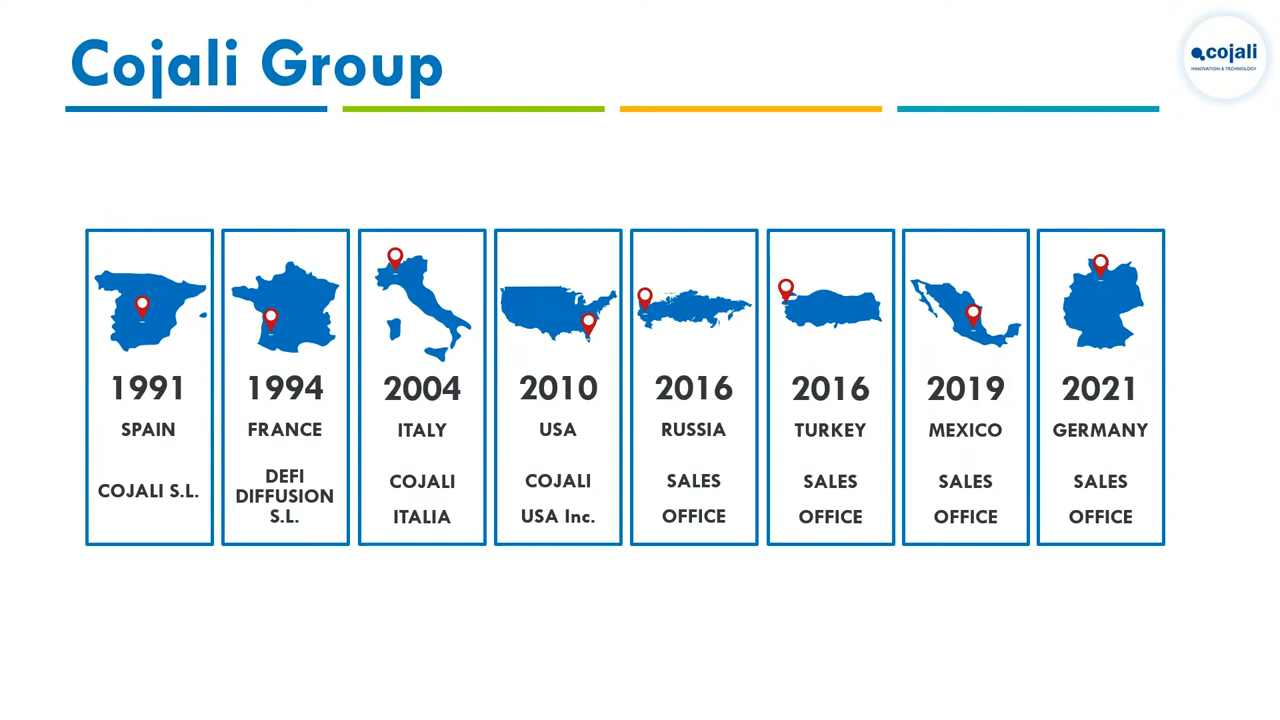 Cojali Group
cojali
INNOVATION & TECHNOLOGY
1991
SPAIN
COJALI S.L.
1994
FRANCE
DEFI
DIFFUSION
S.L.
2004
ITALY
COJALI
ITALIA
2010
USA
COJALI
USA Inc.
2016
RUSSIA
SALES
OFFICE
2016
TURKEY
SALES
OFFICE
2019
MEXICO
SALES
OFFICE
2021
GERMANY
SALES
OFFICE